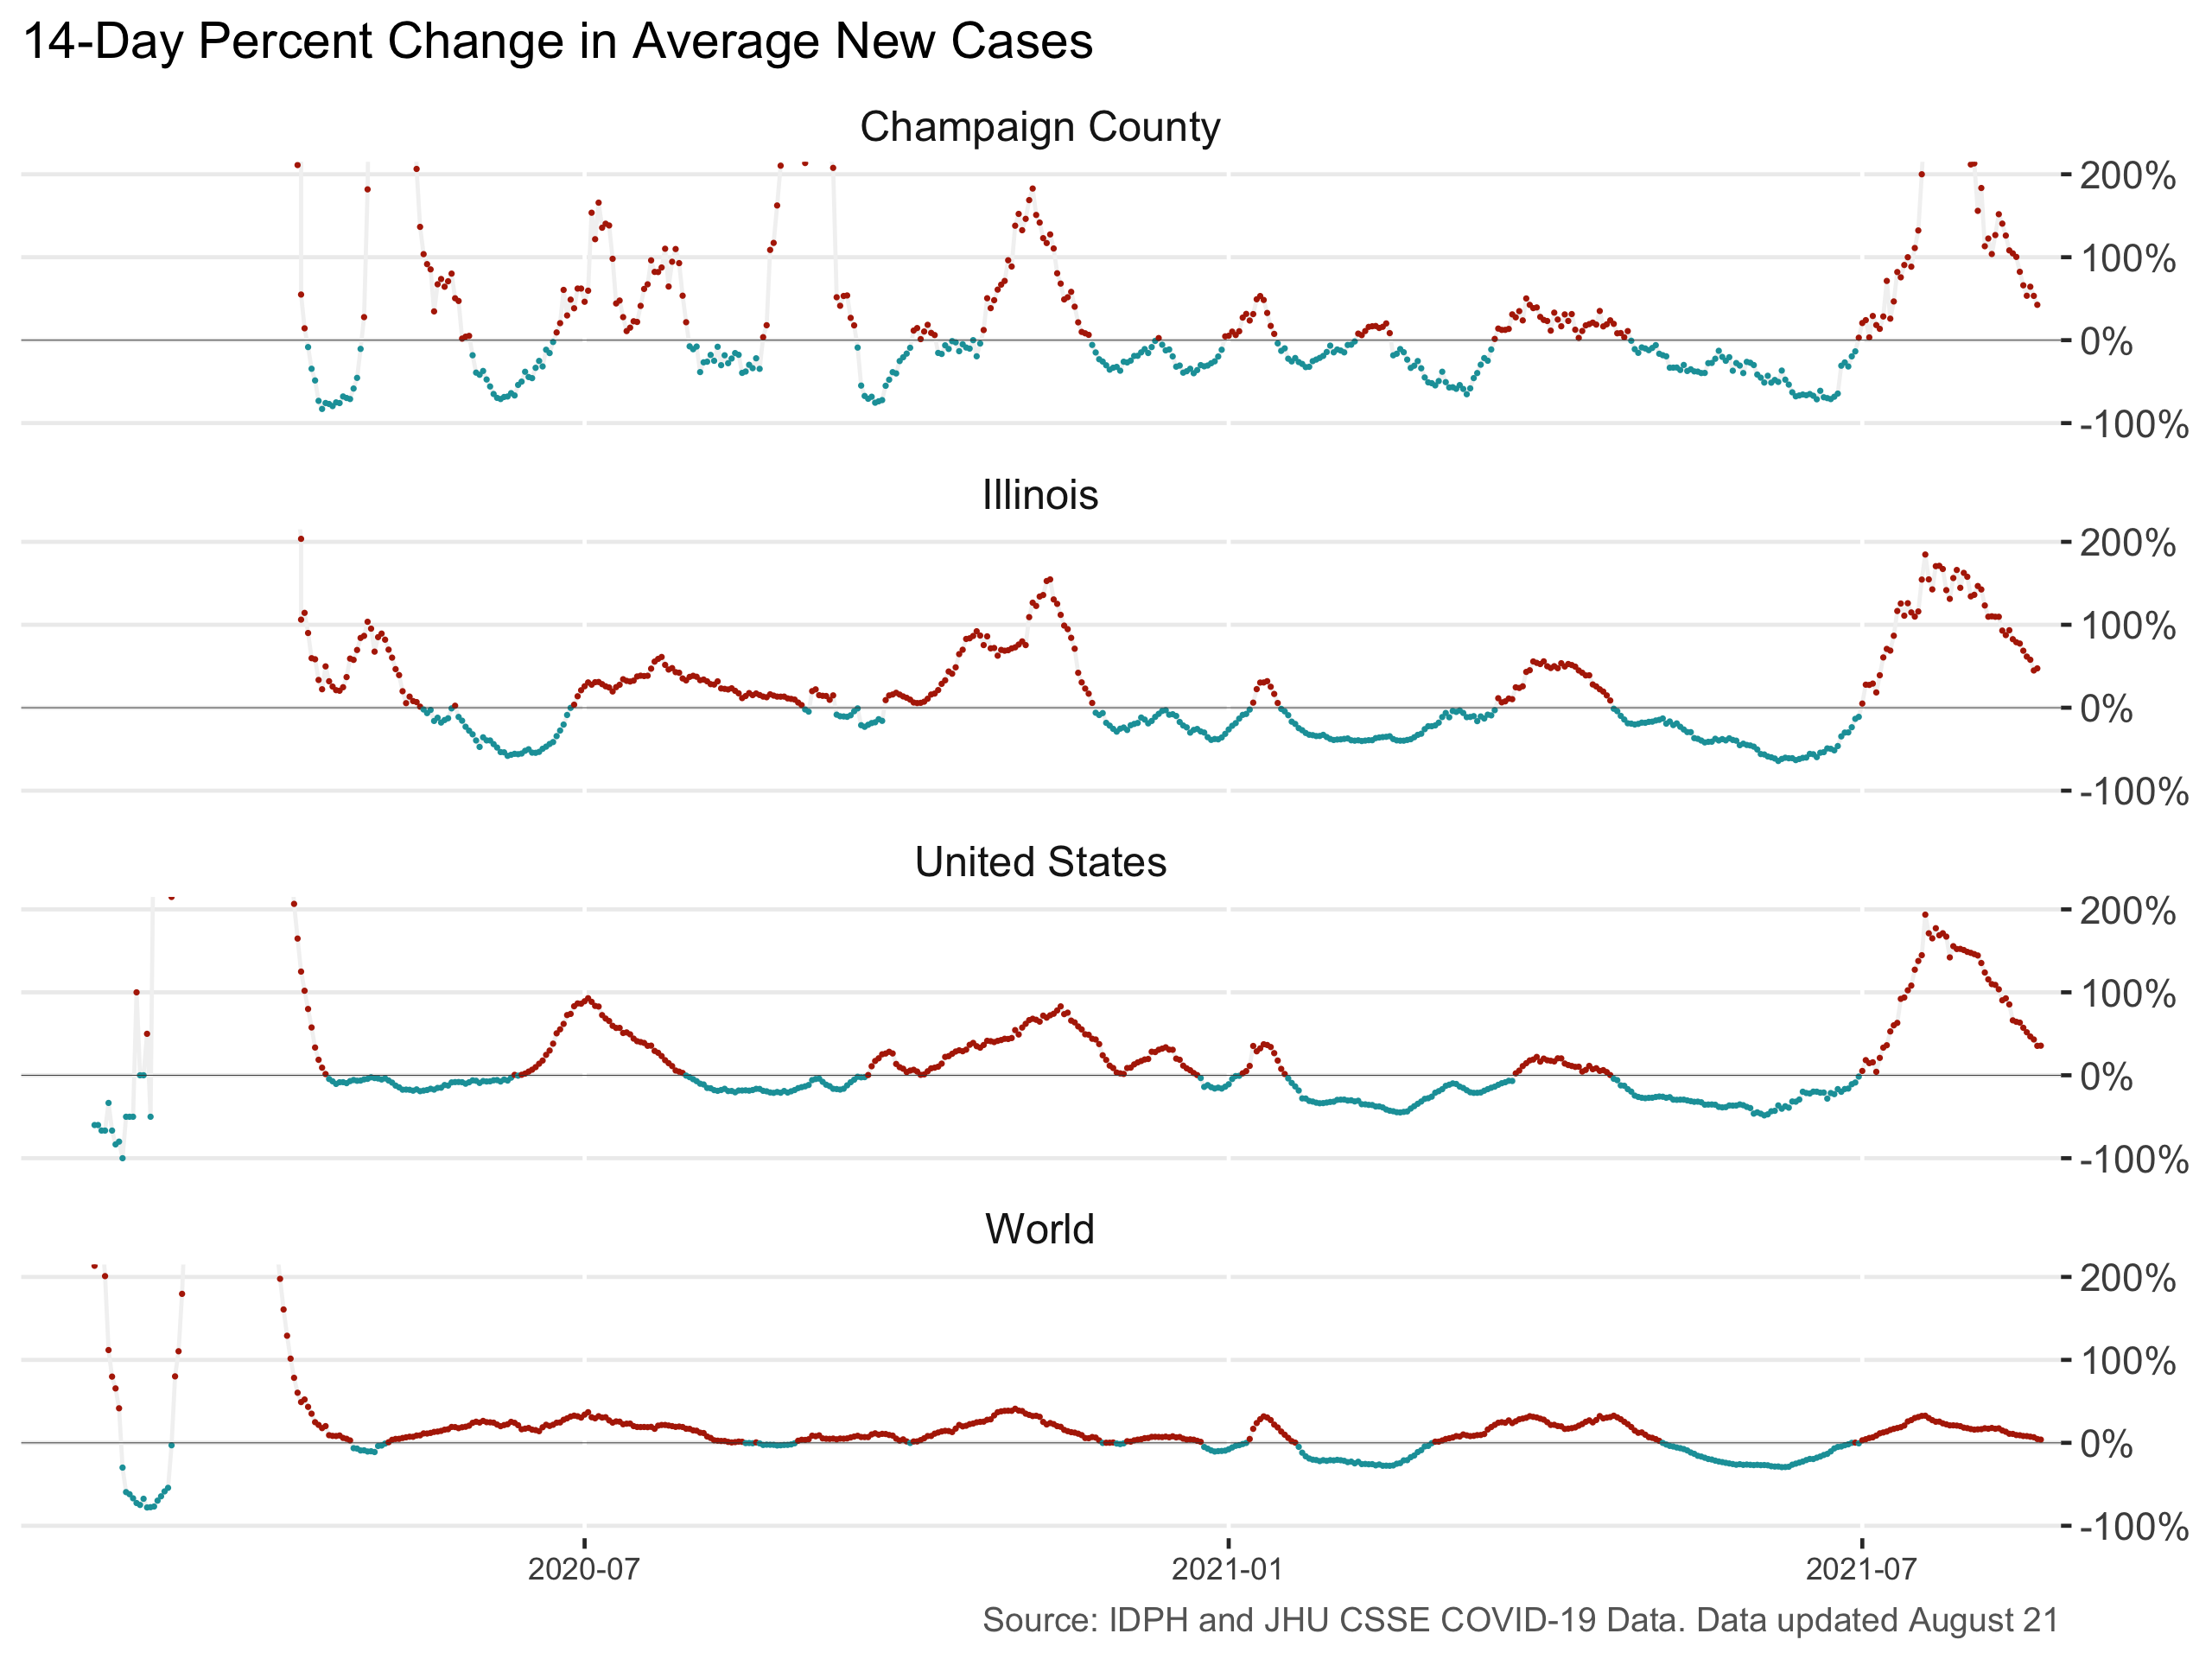 14-Day Percent Change in Average New Cases
Champaign County
200%
100%
0%
-100%
Illinois
200%
100%
0%
-100%
United States
200%
100%
0%
-100%
World
200%
100%
0%
-100%
2020-07 2021-01 2021-07
Source: IDPH and JHU CSSE COVID-19 Data. Data updated August 21